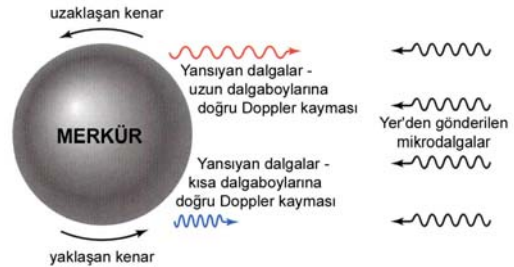 uzaklaşan kenar
Yansıyan dalgalar -
uzun dalgaboylarına
doğru Doppler kayması
MERKÜR
Yer'den gönderilen
mikrodalgalar
Yansıyan dalgalar -
kısa dalgaboylarına
doğru Doppler kayması
yaklaşan kenar